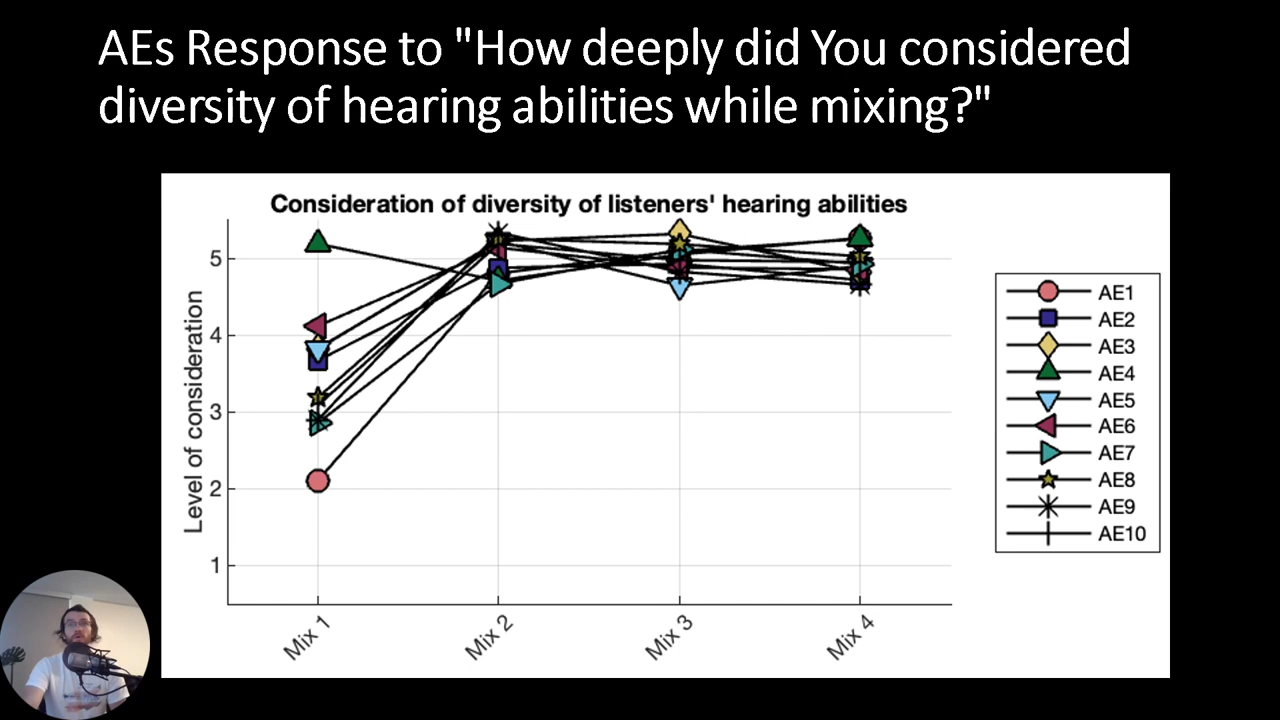 AEs Response to "How deeply did You considered
diversity of hearing abilities while mixing?"
Consideration of diversity of listeners' hearing abilities
Level of consideration
5
4
3
2
1
Mix 1
Mix 2
Mix 3
Mix 4
AE1
AE2
AE3
AE4
AE5
AE6
AE7
AE8
AE9
AE10